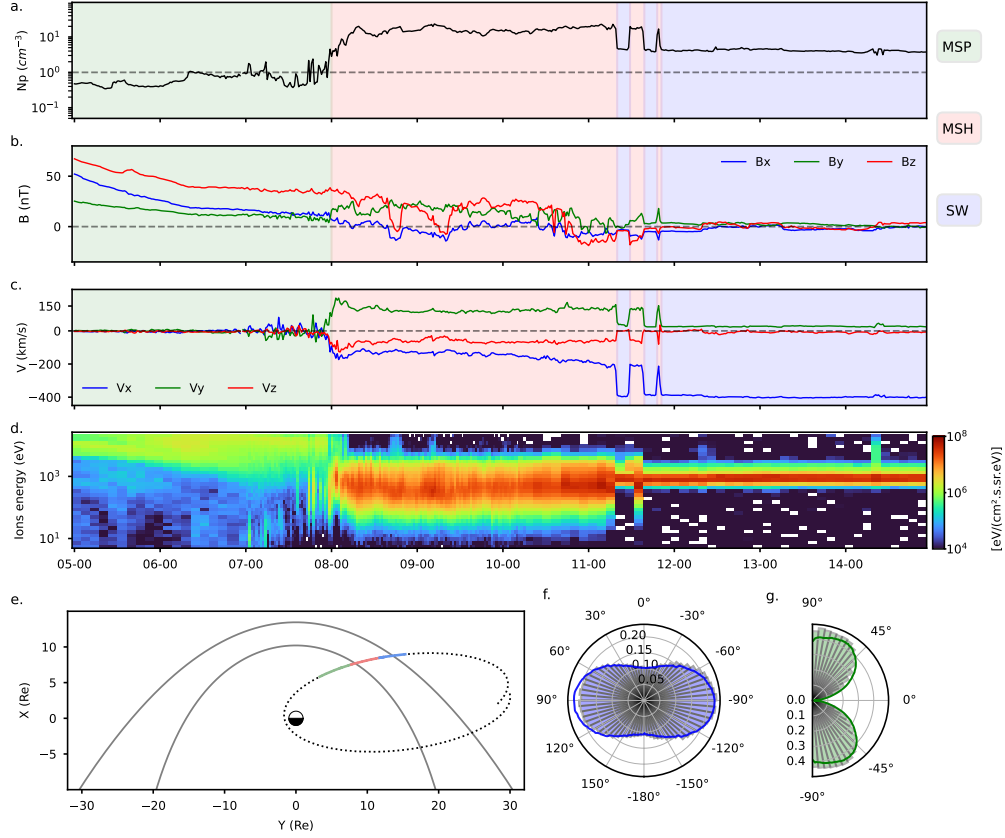 a.
Np (cm⁻³)
10¹
10⁰
10⁻¹
MSP
MSH
SW
b.
B (nT)
50
0
Bx By Bz
c.
V (km/s)
150
0
−200
−400
Vx Vy Vz
d.
Ions energy (eV)
10³
10¹
05-00 06-00 07-00 08-00 09-00 10-00 11-00 12-00 13-00 14-00
10⁸
10⁶
10⁴
[eV/(cm².s.sr.eV)]
e.
X (Re)
10
5
0
−5
−30 −20 −10 0 10 20 30
Y (Re)
f.
0°
30° -30°
60° -60°
90° -90°
120° -120°
150° -150°
-180°
0.20
0.15
0.10
0.05
g.
90°
45°
0°
-45°
-90°
0.0
0.1
0.2
0.3
0.4